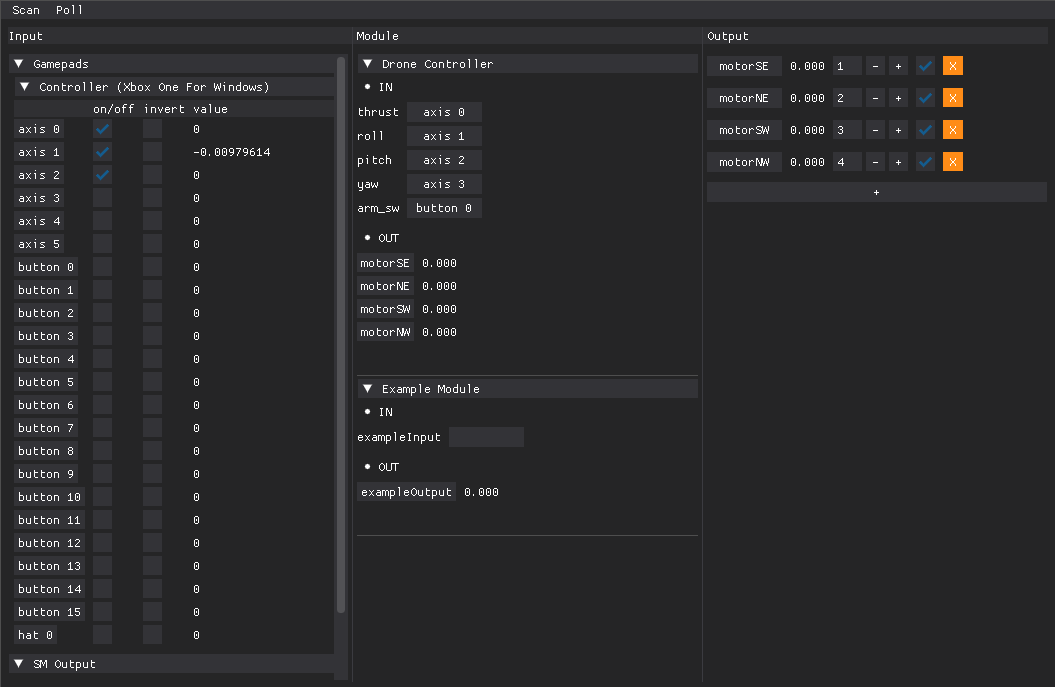 Scan Poll
Input
Gamepads
Controller (Xbox One For Windows)
on/off invert value
axis 0 0
axis 1 -0.00979614
axis 2 0
axis 3 0
axis 4 0
axis 5 0
button 0 0
button 1 0
button 2 0
button 3 0
button 4 0
button 5 0
button 6 0
button 7 0
button 8 0
button 9 0
button 10 0
button 11 0
button 12 0
button 13 0
button 14 0
button 15 0
hat 0 0
SM Output
Module
Drone Controller
IN
thrust axis 0
roll axis 1
pitch axis 2
yaw axis 3
arm_sw button 0
OUT
motorSE 0.000
motorNE 0.000
motorSW 0.000
motorNW 0.000
Example Module
IN
exampleInput
OUT
exampleOutput 0.000
Output
motorSE 0.000 1 - + X
motorNE 0.000 2 - + X
motorSW 0.000 3 - + X
motorNW 0.000 4 - + X
+